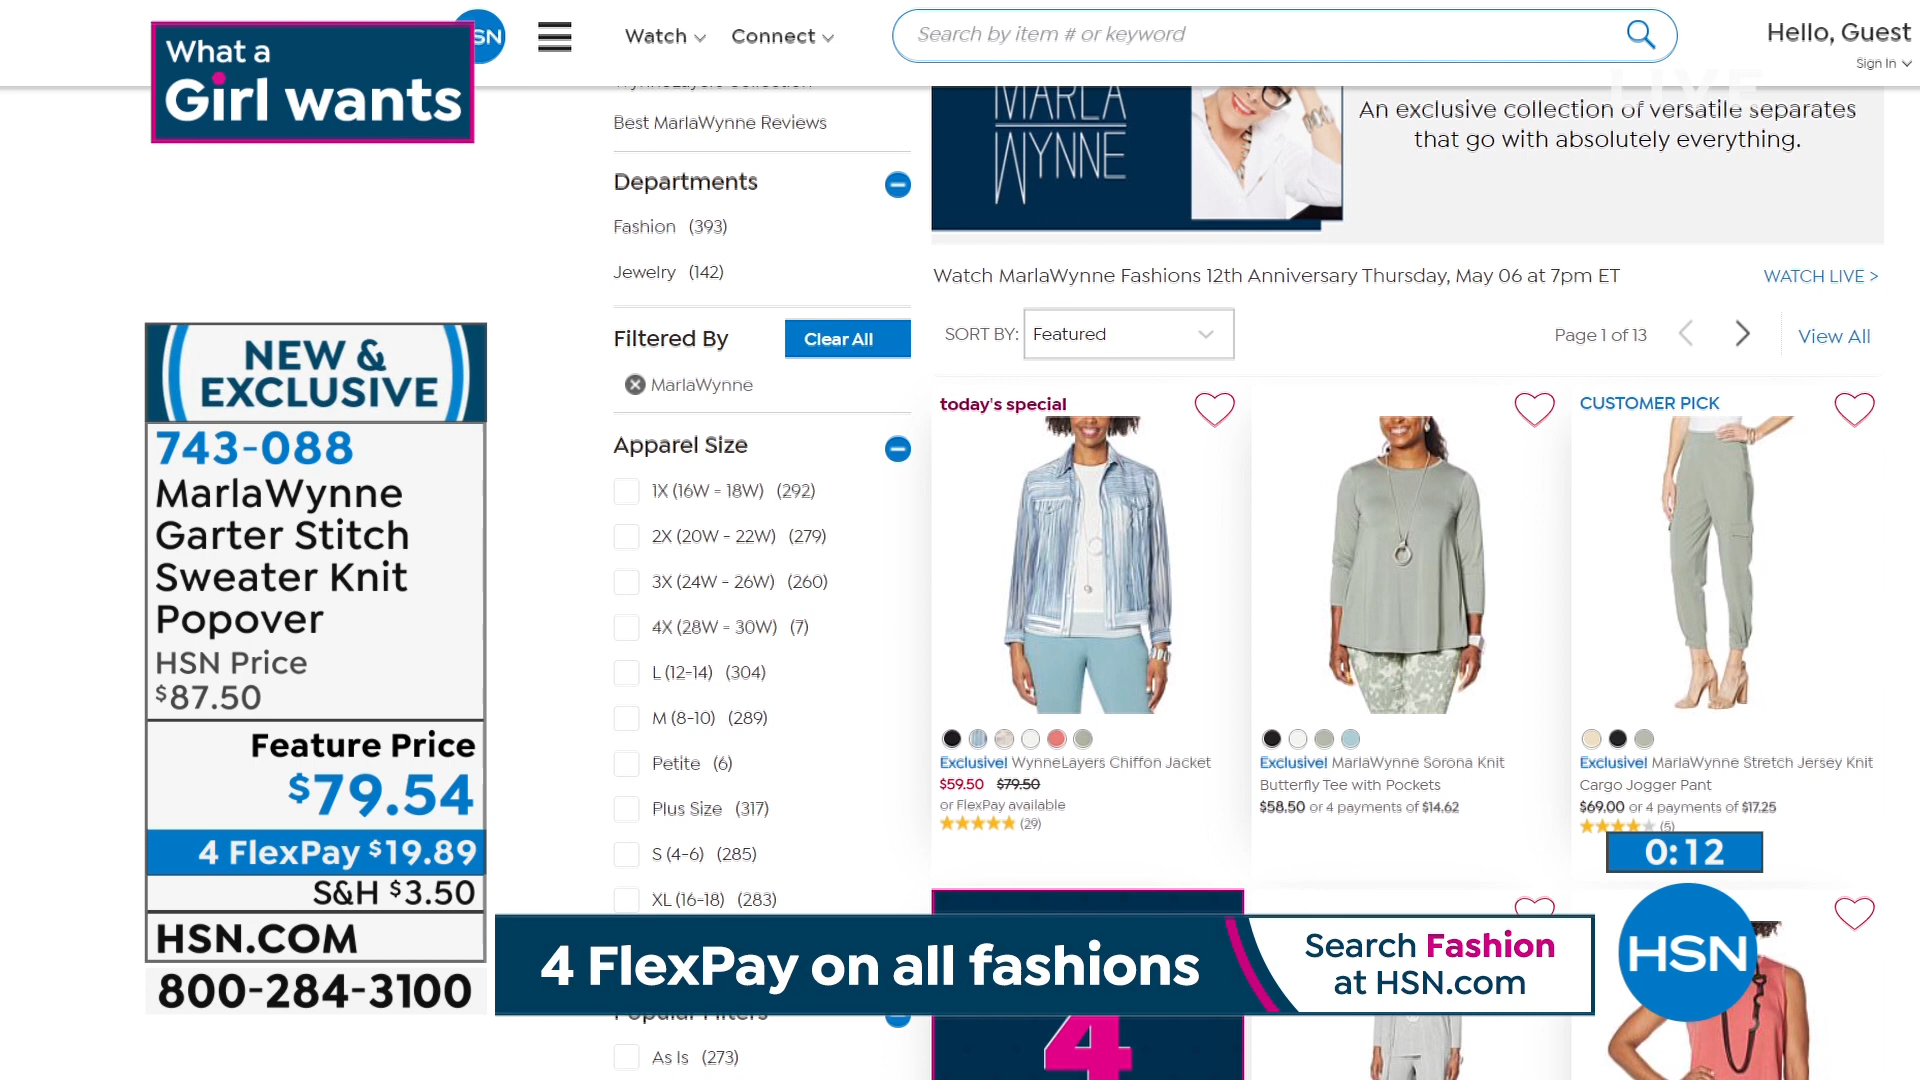 What a
Girl wants
HSN
Watch
Connect
Search by item # or keyword
Hello, Guest
Sign In
LIVE
WynneLayers Collection
Best MarlaWynne Reviews
Departments
Fashion (393)
Jewelry (142)
Filtered By
Clear All
MarlaWynne
Apparel Size
1X (16W - 18W) (292)
2X (20W - 22W) (279)
3X (24W - 26W) (260)
4X (28W - 30W) (7)
L (12-14) (304)
M (8-10) (289)
Petite (6)
Plus Size (317)
S (4-6) (285)
XL (16-18) (283)
Popular Filters
As Is (273)
MARLA
WYNNE
An exclusive collection of versatile separates
that go with absolutely everything.
Watch MarlaWynne Fashions 12th Anniversary Thursday, May 06 at 7pm ET
WATCH LIVE >
SORT BY: Featured
Page 1 of 13
View All
today's special
Exclusive! WynneLayers Chiffon Jacket
$59.50 $79.50
or FlexPay available
(29)
Exclusive! MarlaWynne Sorona Knit
Butterfly Tee with Pockets
$58.50 or 4 payments of $14.62
CUSTOMER PICK
Exclusive! MarlaWynne Stretch Jersey Knit
Cargo Jogger Pant
$69.00 or 4 payments of $17.25
(5)
0:12
NEW &
EXCLUSIVE
743-088
MarlaWynne
Garter Stitch
Sweater Knit
Popover
HSN Price
$87.50
Feature Price
$79.54
4 FlexPay $19.89
S&H $3.50
HSN.COM
800-284-3100
4 FlexPay on all fashions
Search Fashion
at HSN.com
HSN
4